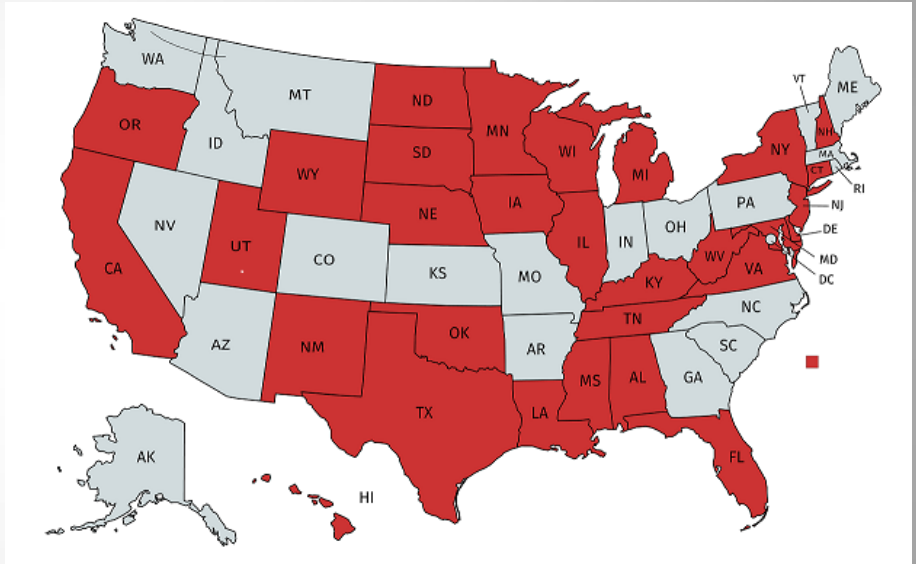 WA
MT
ND
MN
OR
ID
SD
WI
WY
MI
NE
IA
NV
UT
CO
KS
MO
IL
IN
OH
PA
NY
VT
ME
NH
MA
CT
RI
NJ
DE
MD
DC
WV
VA
KY
CA
AZ
NM
OK
AR
TN
NC
SC
MS
AL
GA
TX
LA
FL
AK
HI